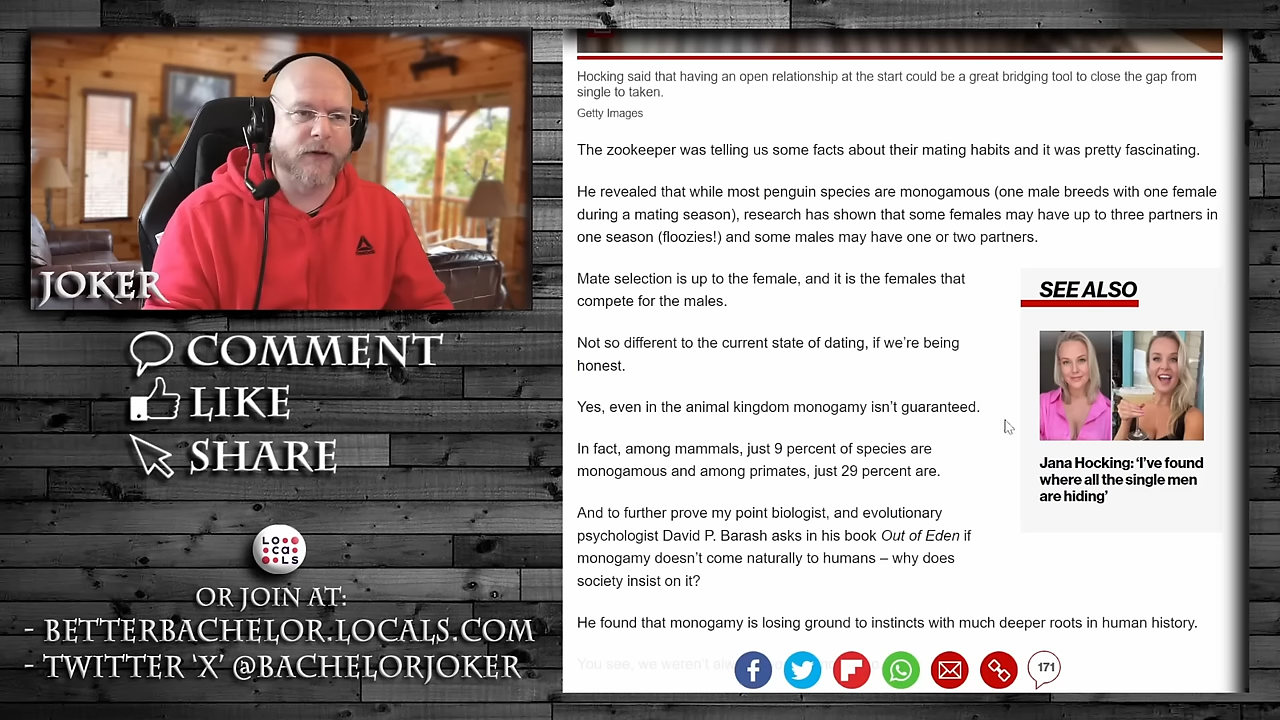 JOKER
COMMENT
LIKE
SHARE
LOCALS
OR JOIN AT:
- BETTERBACHELOR.LOCALS.COM
- TWITTER 'X' @BACHELORJOKER
Hocking said that having an open relationship at the start could be a great bridging tool to close the gap from
single to taken.
Getty Images
The zookeeper was telling us some facts about their mating habits and it was pretty fascinating.
He revealed that while most penguin species are monogamous (one male breeds with one female
during a mating season), research has shown that some females may have up to three partners in
one season (floozies!) and some males may have one or two partners.
Mate selection is up to the female, and it is the females that
compete for the males.
Not so different to the current state of dating, if we're being
honest.
Yes, even in the animal kingdom monogamy isn't guaranteed.
In fact, among mammals, just 9 percent of species are
monogamous and among primates, just 29 percent are.
And to further prove my point biologist, and evolutionary
psychologist David P. Barash asks in his book Out of Eden if
monogamy doesn't come naturally to humans – why does
society insist on it?
He found that monogamy is losing ground to instincts with much deeper roots in human history.
You see, we weren't
SEE ALSO
Jana Hocking: 'I've found
where all the single men
are hiding'
171